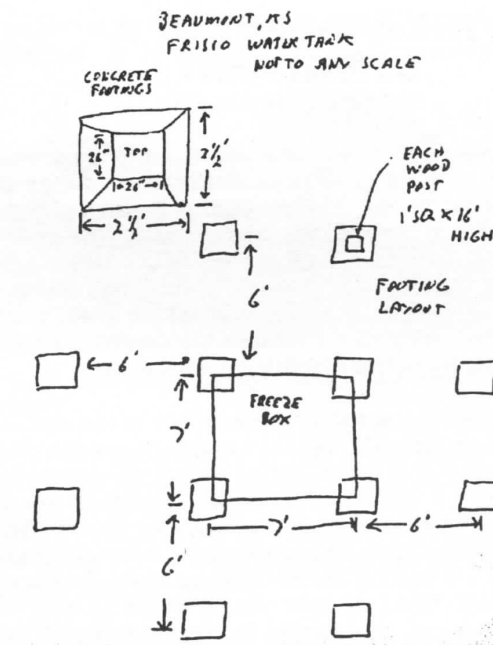 BEAUMONT, KS
FRISCO WATER TANK
NOT TO ANY SCALE
CONCRETE
FOOTINGS
26"
TOP
26"
2½'
2½'
EACH
WOOD
POST
1'SQ X 16'
HIGH
6'
FOOTING
LAYOUT
6'
FREEZE
BOX
7'
7'
6'
6'